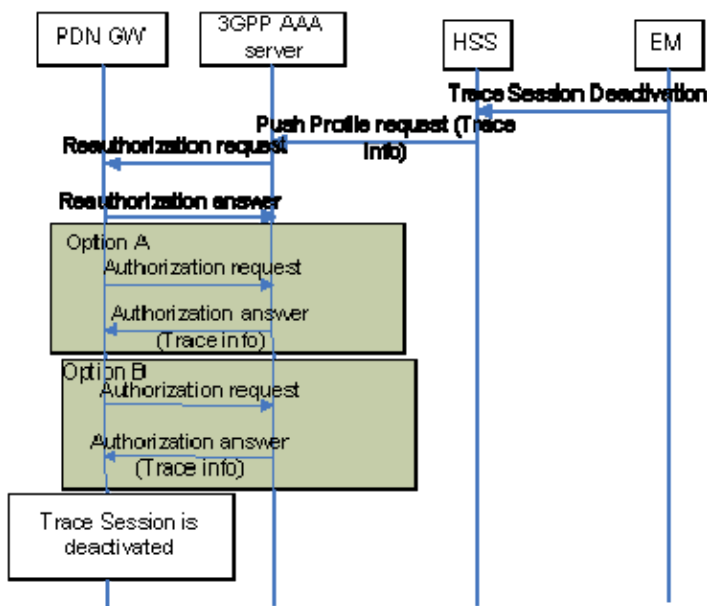 PDN GW
3GPP AAA
server
HSS
EM
Trace Session Deactivation
Push Profile request (Trace
Info)
Reauthorization request
Reauthorization answer
Option A
Authorization request
Authorization answer
(Trace info)
Option B
Authorization request
Authorization answer
(Trace info)
Trace Session is
deactivated